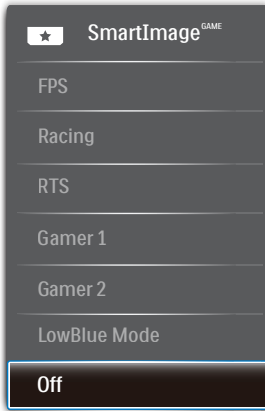 SmartImage GAME
FPS
Racing
RTS
Gamer 1
Gamer 2
LowBlue Mode
Off